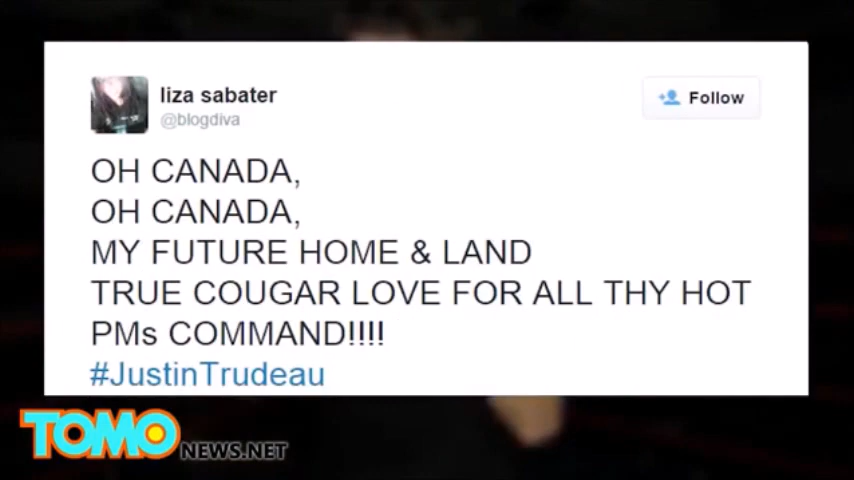 liza sabater
@blogdiva
Follow
OH CANADA,
OH CANADA,
MY FUTURE HOME & LAND
TRUE COUGAR LOVE FOR ALL THY HOT
PMs COMMAND!!!!
#JustinTrudeau
TOMO NEWS.NET